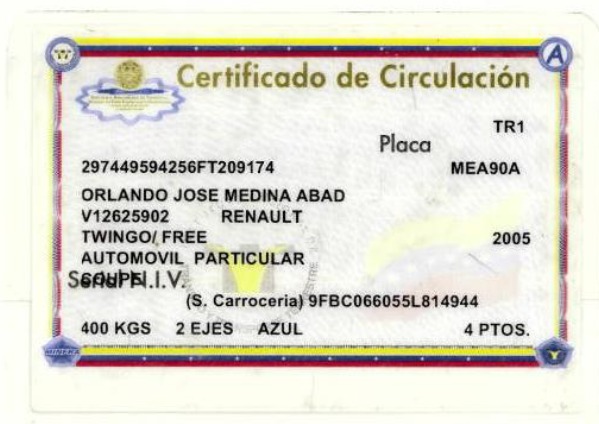 Certificado de Circulación
TR1
Placa
297449594256FT209174 MEA90A
ORLANDO JOSE MEDINA ABAD
V12625902 RENAULT
TWINGO/ FREE 2005
AUTOMOVIL PARTICULAR
COUPE
Serial N.I.V.
(S. Carroceria) 9FBC066055L814944
400 KGS 2 EJES AZUL 4 PTOS.